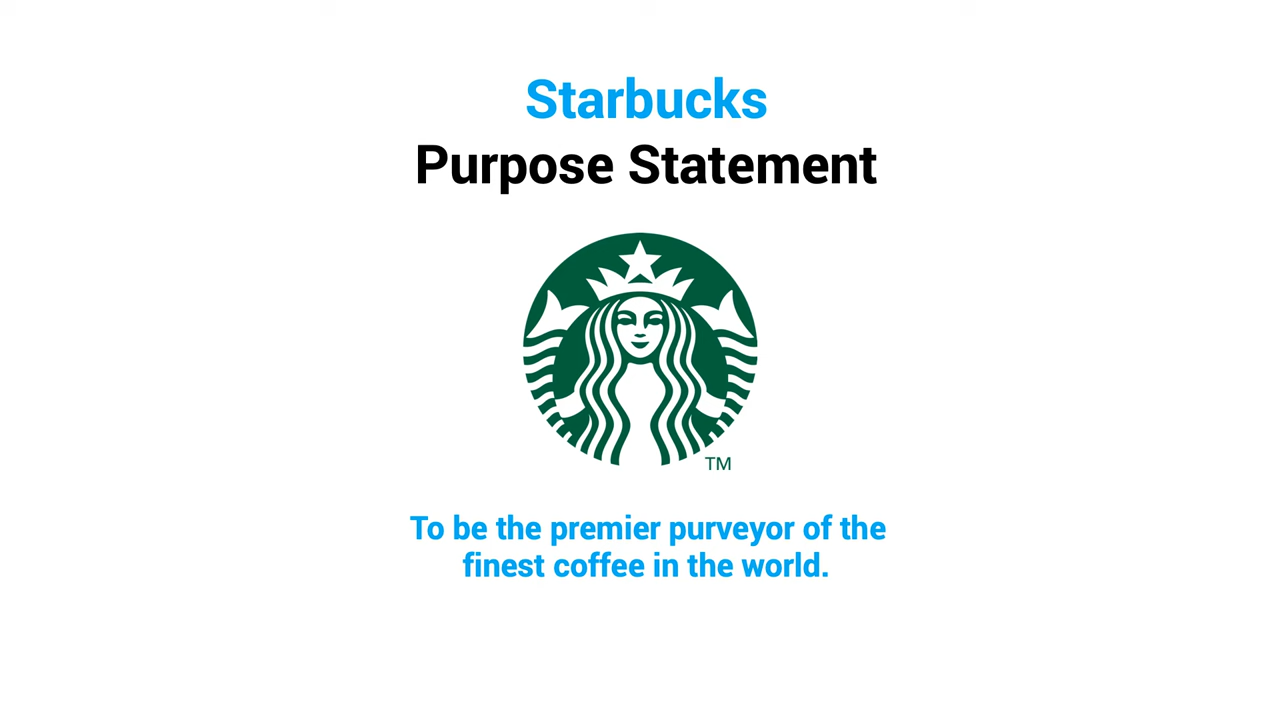 Starbucks
Purpose Statement
TM
To be the premier purveyor of the
finest coffee in the world.